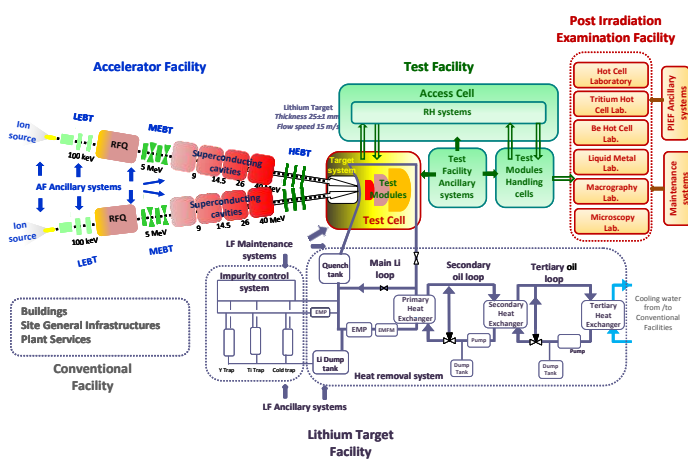 Post Irradiation
Examination Facility
Accelerator Facility
Test Facility
Hot Cell
Laboratory
Tritium Hot
Cell Lab.
Be Hot Cell
Lab.
Liquid Metal
Lab.
Macrography
Lab.
Microscopy
Lab.
PIEF Ancillary
systems
Maintenance
systems
Access Cell
RH systems
Lithium Target
Thickness 25±1 mm
Flow speed 15 m/s
Target
system
Test
Modules
Test Cell
Test
Facility
Ancillary
systems
Test
Modules
Handling
cells
Ion
source
LEBT
100 keV
RFQ
MEBT
5 MeV
Superconducting
cavities
9
14.5
26
40 MeV
HEBT
AF Ancillary systems
Ion
source
LEBT
100 keV
RFQ
MEBT
5 MeV
Superconducting
cavities
9
14.5
26
40 MeV
LF Maintenance
systems
Impurity control
system
EMP
Y Trap
Ti Trap
Cold trap
Quench
tank
Main Li
loop
Secondary
oil loop
Tertiary oil
loop
Primary
Heat
Exchanger
EMP
EMFM
Li Dump
tank
Secondary
Heat
Exchanger
Pump
Dump
Tank
Tertiary
Heat
Exchanger
Pump
Dump
Tank
Cooling water
from /to
Conventional
Facilities
Heat removal system
LF Ancillary systems
Buildings
Site General Infrastructures
Plant Services
Conventional
Facility
Lithium Target
Facility